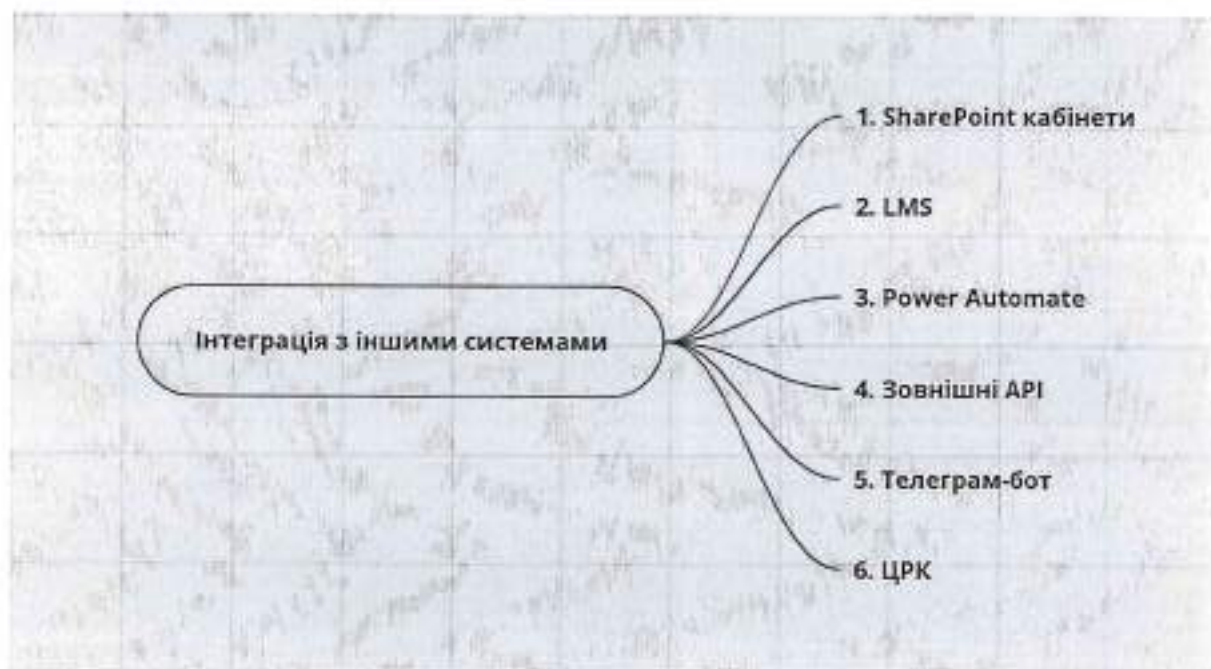 1. SharePoint кабінети
2. LMS
Інтеграція з іншими системами
3. Power Automate
4. Зовнішні API
5. Телеграм-бот
6. ЦРК